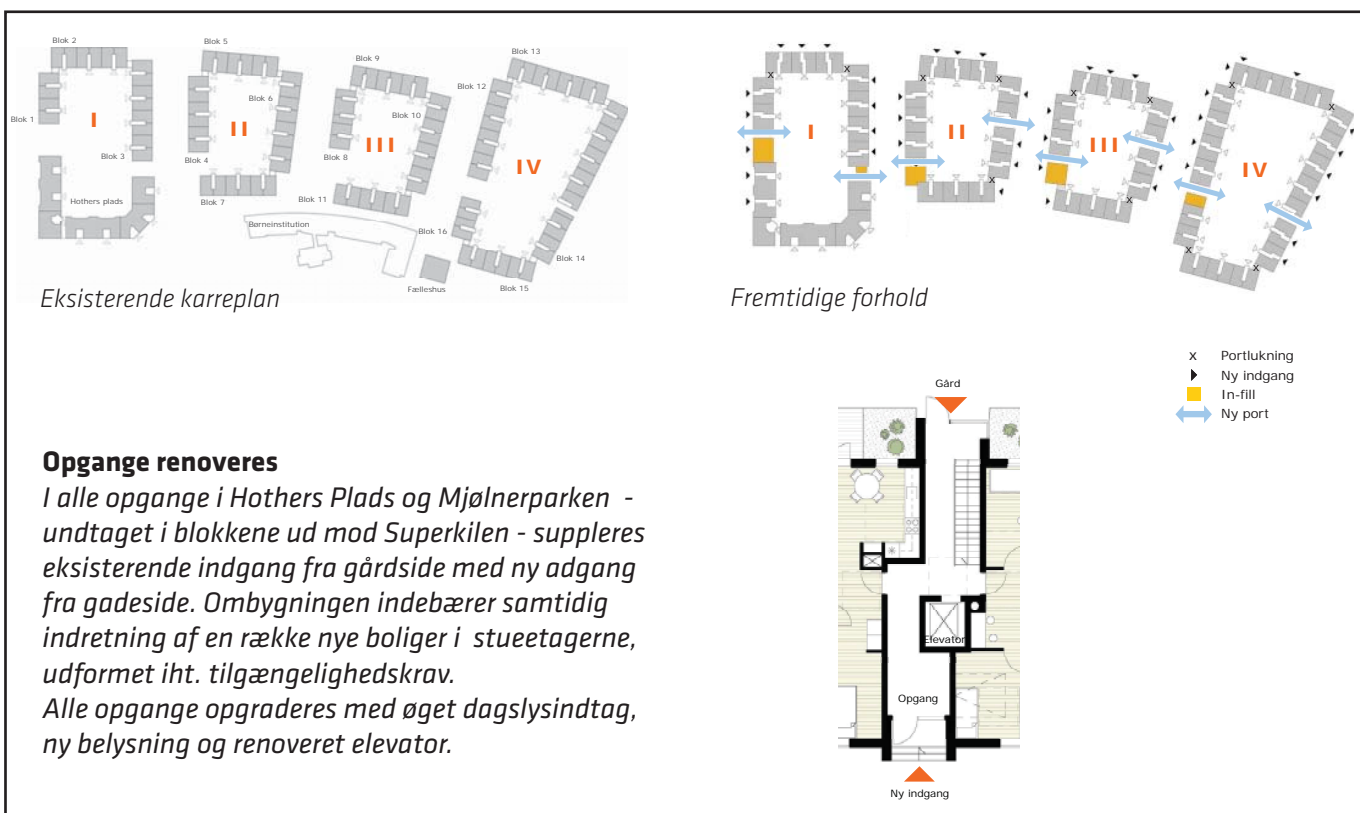 Blok 2
Blok 5
Blok 9
Blok 13
Blok 12
Blok 6
Blok 10
Blok 1
I
II
III
IV
Blok 3
Blok 4
Blok 8
Blok 7
Blok 11
Hothers plads
Børneinstitution
Blok 16
Blok 14
Fælleshus
Blok 15
Eksisterende karreplan
x
x
x
x
x
x
x
x
x
x
x
I
II
III
IV
Fremtidige forhold
x Portlukning
Ny indgang
In-fill
Ny port
Opgange renoveres
I alle opgange i Hothers Plads og Mjølnerparken -
undtaget i blokkene ud mod Superkilen - suppleres
eksisterende indgang fra gårdside med ny adgang
fra gadeside. Ombygningen indebærer samtidig
indretning af en række nye boliger i stueetagerne,
udformet iht. tilgængelighedskrav.
Alle opgange opgraderes med øget dagslysindtag,
ny belysning og renoveret elevator.
Gård
Elevator
Opgang
Ny indgang